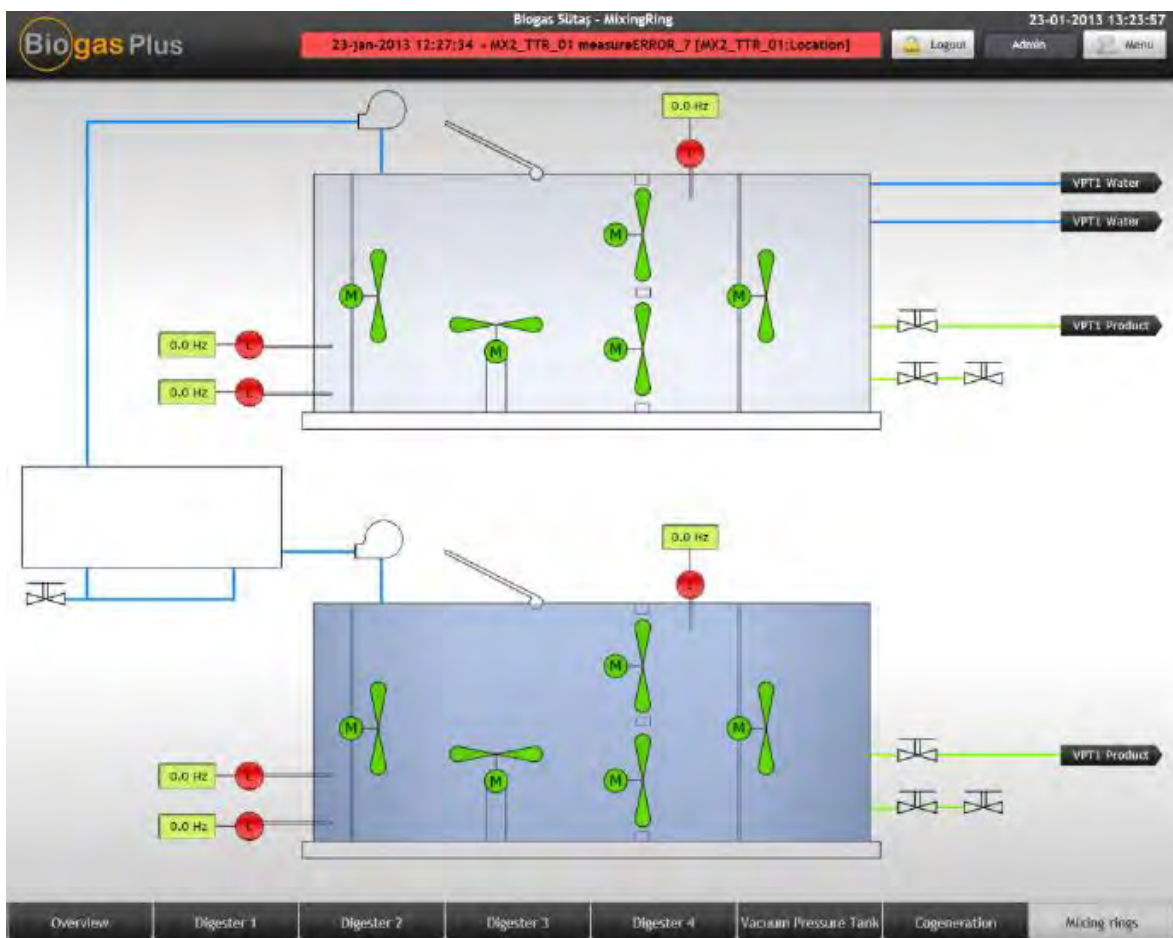 Biogas Sütaş - MixingRing
23-01-2013 13:23:57
Biogas Plus
23-Jan-2013 12:27:34 - MX2_TTR_01 measureERROR_7 [MX2_TTR_01:Location]
Logout
Admin
Menu
0.0 Hz
L
VPT1 Water
M
VPT1 Water
M
M
VPT1 Product
0.0 Hz
L
M
M
0.0 Hz
L
0.0 Hz
L
M
M
M
VPT1 Product
0.0 Hz
L
M
M
0.0 Hz
L
Overview
Digester 1
Digester 2
Digester 3
Digester 4
Vacuum Pressure Tank
Cogeneration
Mixing rings